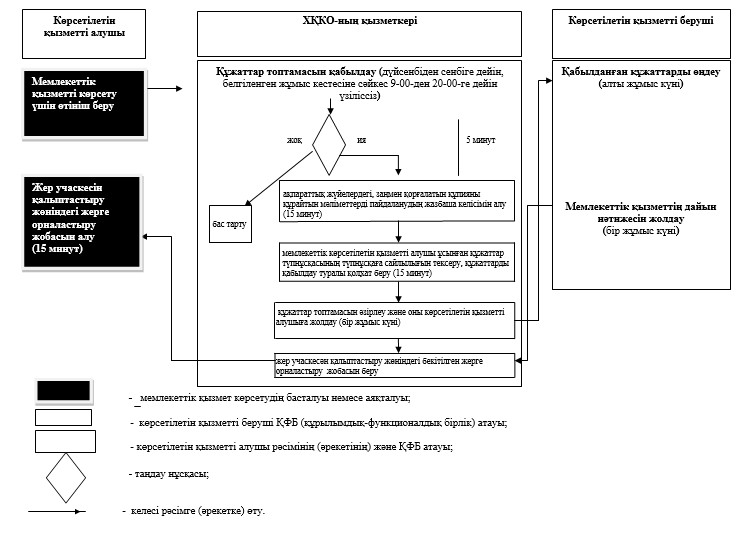 Көрсетілетін
қызметті алушы
ХҚКО-ның қызметкері
Көрсетілетін қызметті беруші
Мемлекеттік
қызметті көрсету
үшін өтініш беру
Құжаттар топтамасын қабылдау (дүйсенбіден сенбіге дейін,
белгіленген жұмыс кестесіне сәйкес 9-00-ден 20-00-ге дейін
үзіліссіз)
жоқ
ия
5 минут
Қабылданған құжаттарды өңдеу
(алты жұмыс күні)
Жер учаскесін
қалыптастыру
жөніндегі жерге
орналастыру
жобасын алу
(15 минут)
бас тарту
ақпараттық жүйелердегі, заңмен қорғалатын құпияны
құрайтын мәліметтерді пайдаланудың жазбаша келісімін алу
(15 минут)
Мемлекеттік қызметтің дайын
нәтижесін жолдау
(бір жұмыс күні)
мемлекеттік көрсетілетін қызметті алушы ұсынған құжаттар
түпнұсқасының түпнұсқаға сайлылығын тексеру, құжаттарды
қабылдау туралы қолхат беру (15 минут)
құжаттар топтамасын әзірлеу және оны көрсетілетін қызметті
алушыға жолдау (бір жұмыс күні)
жер учаскесін қалыптастыру жөніндегі бекітілген жерге
орналастыру жобасын беру
- _мемлекеттік қызмет көрсетудің басталуы немесе аяқталуы;
- көрсетілетін қызметті беруші ҚФБ (құрылымдық-функционалдық бірлік) атауы;
- көрсетілетін қызметті алушы рәсімінің (әрекетінің) және ҚФБ атауы;
- таңдау нұсқасы;
- келесі рәсімге (әрекетке) өту.